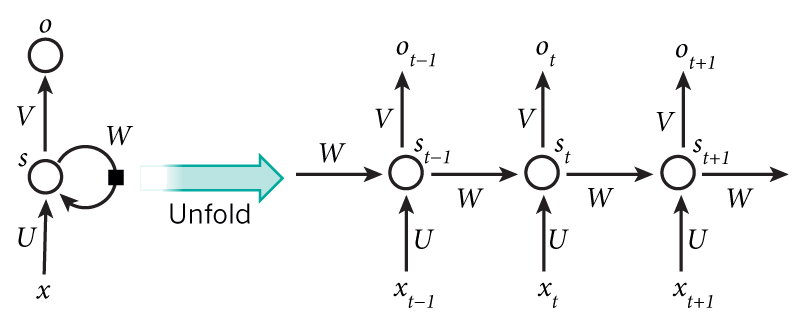 o
V
W
s
U
x
Unfold
o t−1
o t
o t+1
V
V
V
W
s t−1
s t
s t+1
W
W
W
U
U
U
x t−1
x t
x t+1